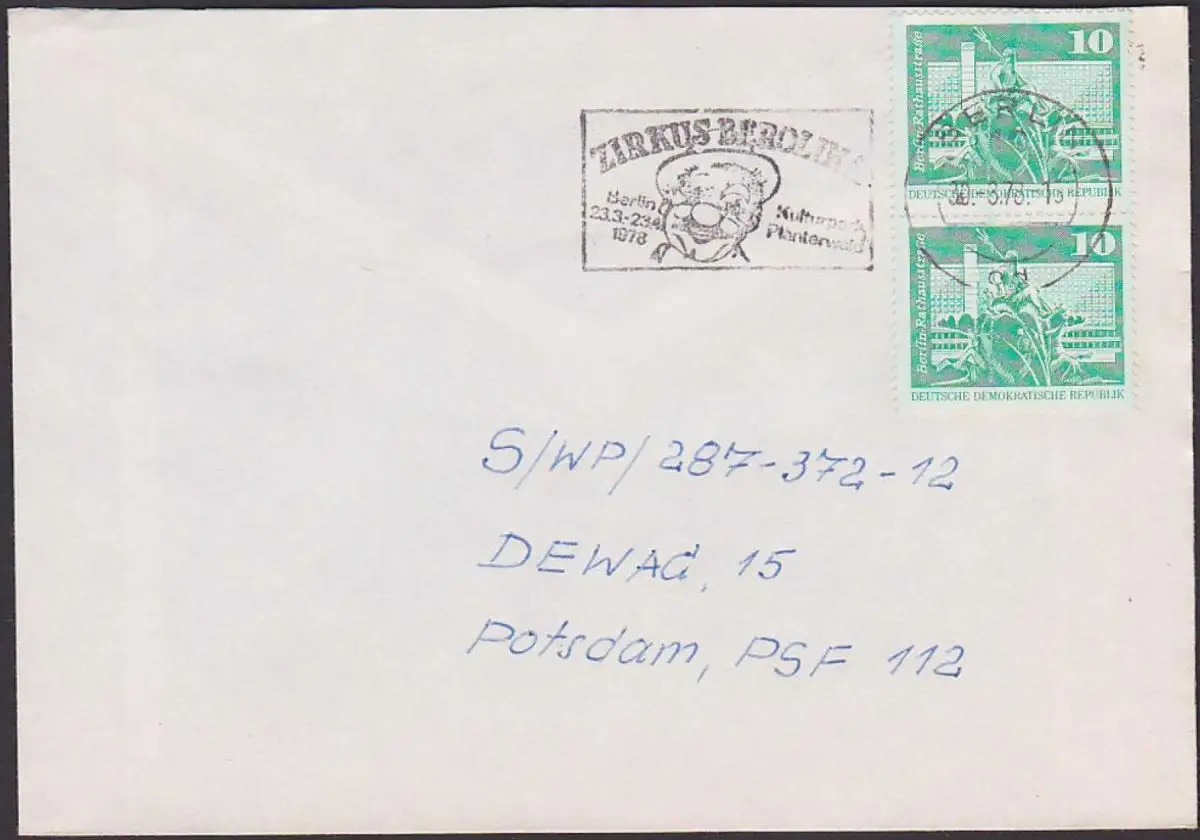 ZIRKUS BEROLINA
Berlin
23.3.-23.4.
1978
Kulturpark
Plänterwald
10
Berlin-Rathausstraße
DEUTSCHE DEMOKRATISCHE REPUBLIK
BERLIN
10
Berlin-Rathausstraße
DEUTSCHE DEMOKRATISCHE REPUBLIK
S/WP/287-372-12
DEWAG, 15
Potsdam, PSF 112